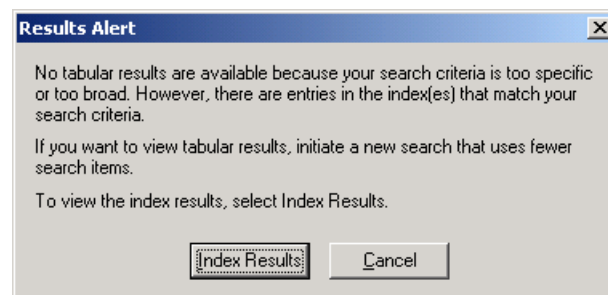 Results Alert
No tabular results are available because your search criteria is too specific
or too broad. However, there are entries in the index(es) that match your
search criteria.
If you want to view tabular results, initiate a new search that uses fewer
search items.
To view the index results, select Index Results.
Index Results
Cancel